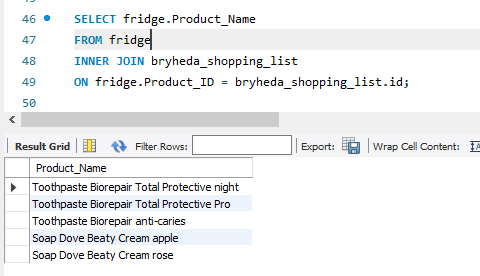 46 SELECT fridge.Product_Name
47 FROM fridge
48 INNER JOIN bryheda_shopping_list
49 ON fridge.Product_ID = bryheda_shopping_list.id;
50
Result Grid Filter Rows: Export: Wrap Cell Content:
Product_Name
Toothpaste Biorepair Total Protective night
Toothpaste Biorepair Total Protective Pro
Toothpaste Biorepair anti-caries
Soap Dove Beaty Cream apple
Soap Dove Beaty Cream rose